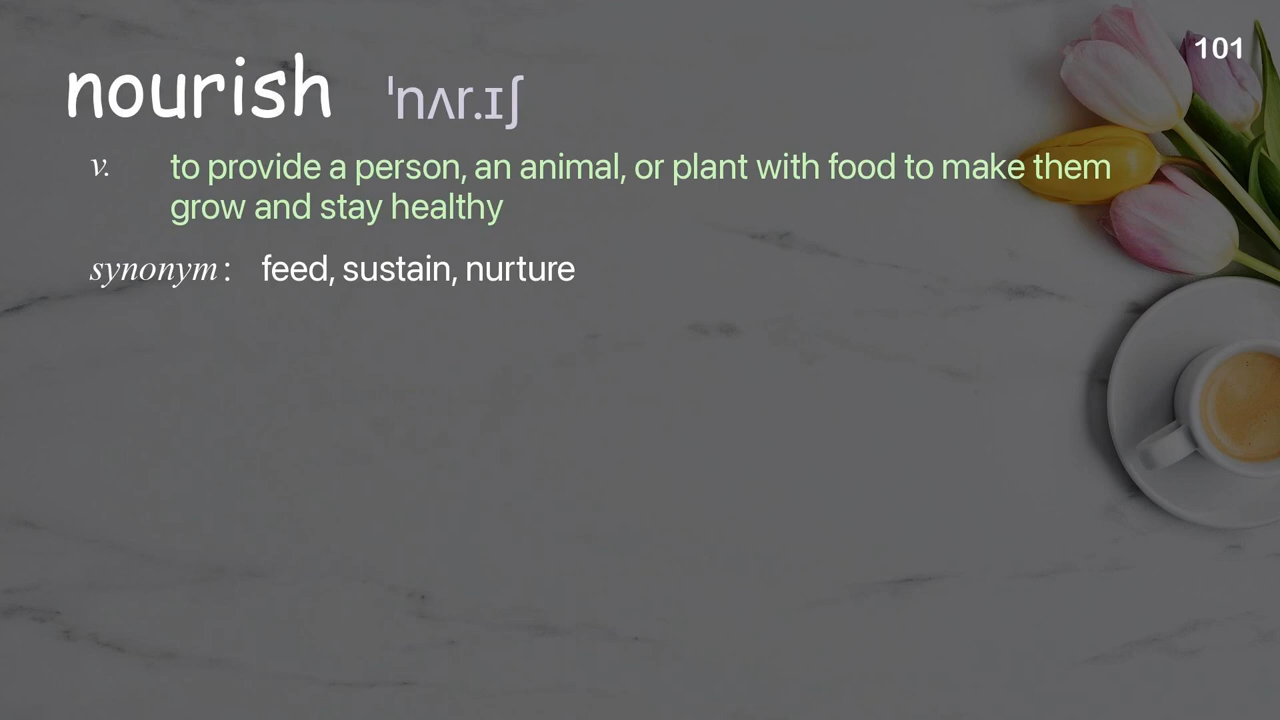 101
nourish ˈnʌr.ɪʃ
v. to provide a person, an animal, or plant with food to make them
grow and stay healthy
synonym: feed, sustain, nurture